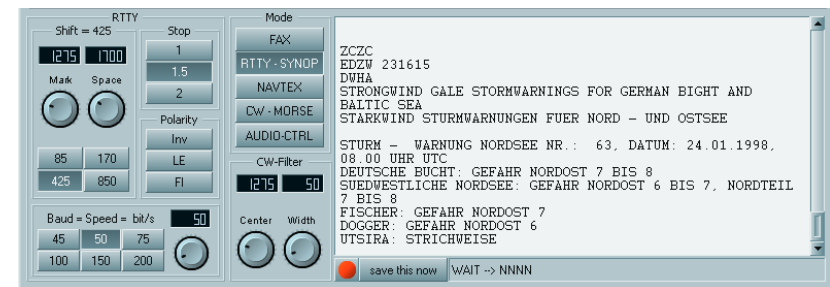 RTTY
Shift = 425
1275 1700
Mark Space
85 170
425 850
Stop
1
1.5
2
Polarity
Inv
LE
FI
Baud = Speed = bit/s 50
45 50 75
100 150 200
Mode
FAX
RTTY - SYNOP
NAVTEX
CW - MORSE
AUDIO-CTRL
CW-Filter
1275 50
Center Width
ZCZC
EDZW 231615
DWHA
STRONGWIND GALE STORMWARNINGS FOR GERMAN BIGHT AND
BALTIC SEA
STARKWIND STURMWARNUNGEN FUER NORD - UND OSTSEE
STURM - WARNUNG NORDSEE NR.: 63, DATUM: 24.01.1998,
08.00 UHR UTC
DEUTSCHE BUCHT: GEFAHR NORDOST 7 BIS 8
SUEDWESTLICHE NORDSEE: GEFAHR NORDOST 6 BIS 7, NORDTEIL
7 BIS 8
FISCHER: GEFAHR NORDOST 7
DOGGER: GEFAHR NORDOST 6
UTSIRA: STRICHWEISE
save this now WAIT --> NNNN